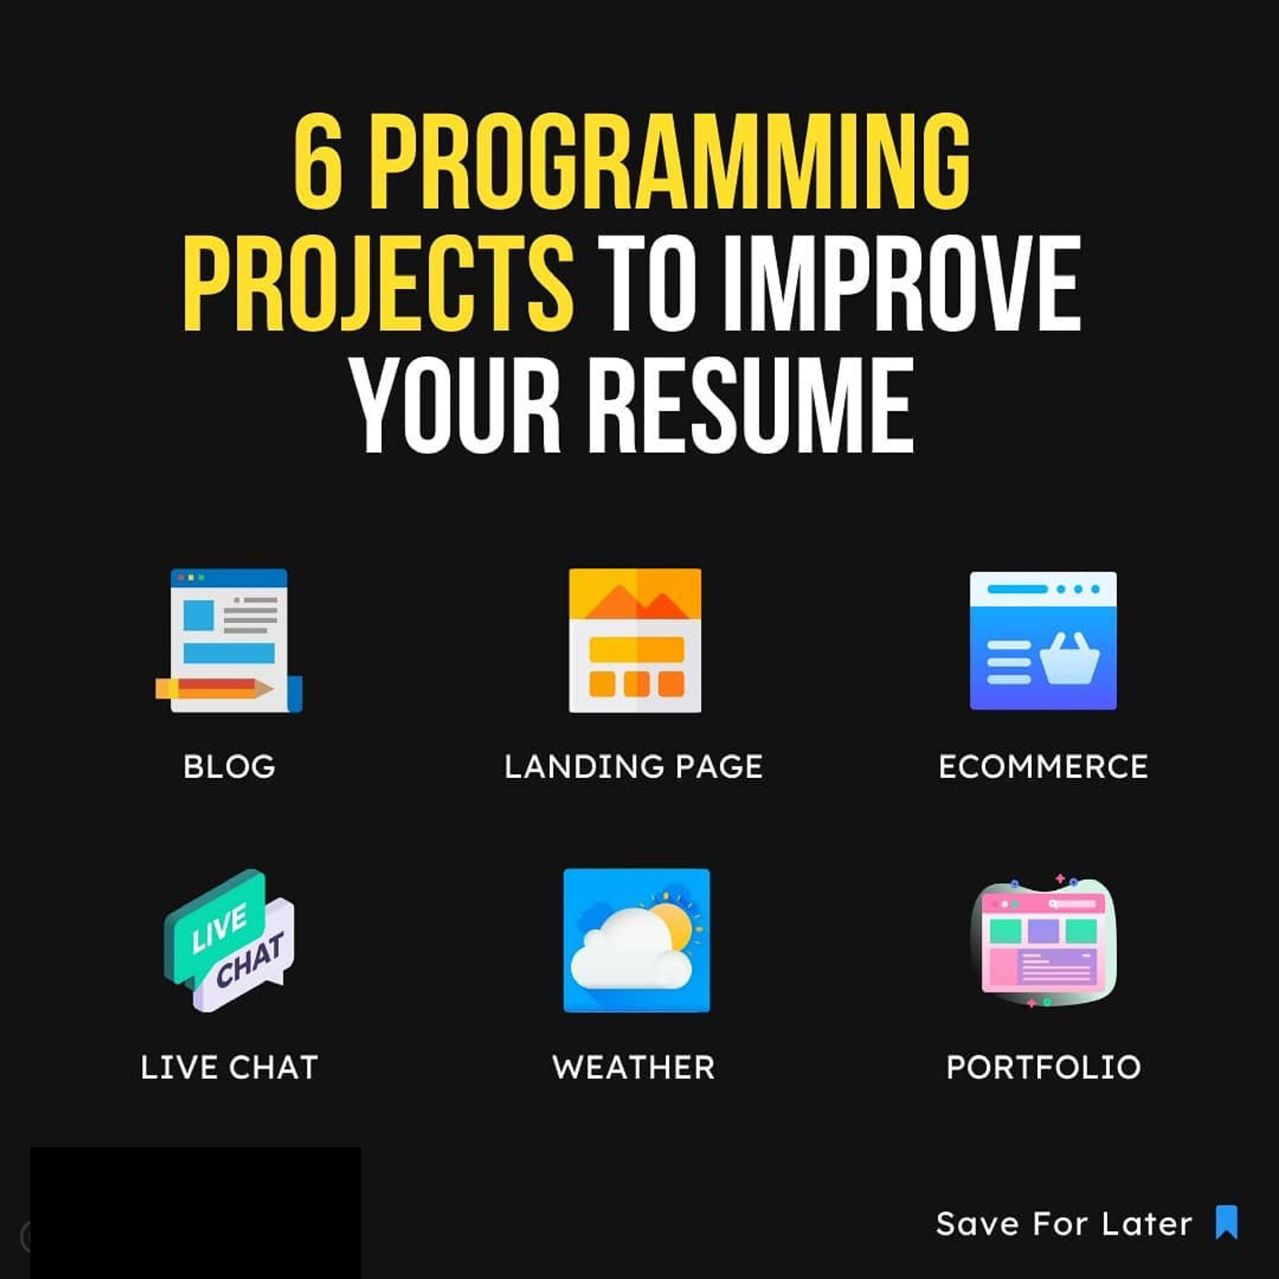 6 PROGRAMMING
PROJECTS TO IMPROVE
YOUR RESUME
BLOG
LANDING PAGE
ECOMMERCE
LIVE
CHAT
LIVE CHAT
WEATHER
PORTFOLIO
Save For Later